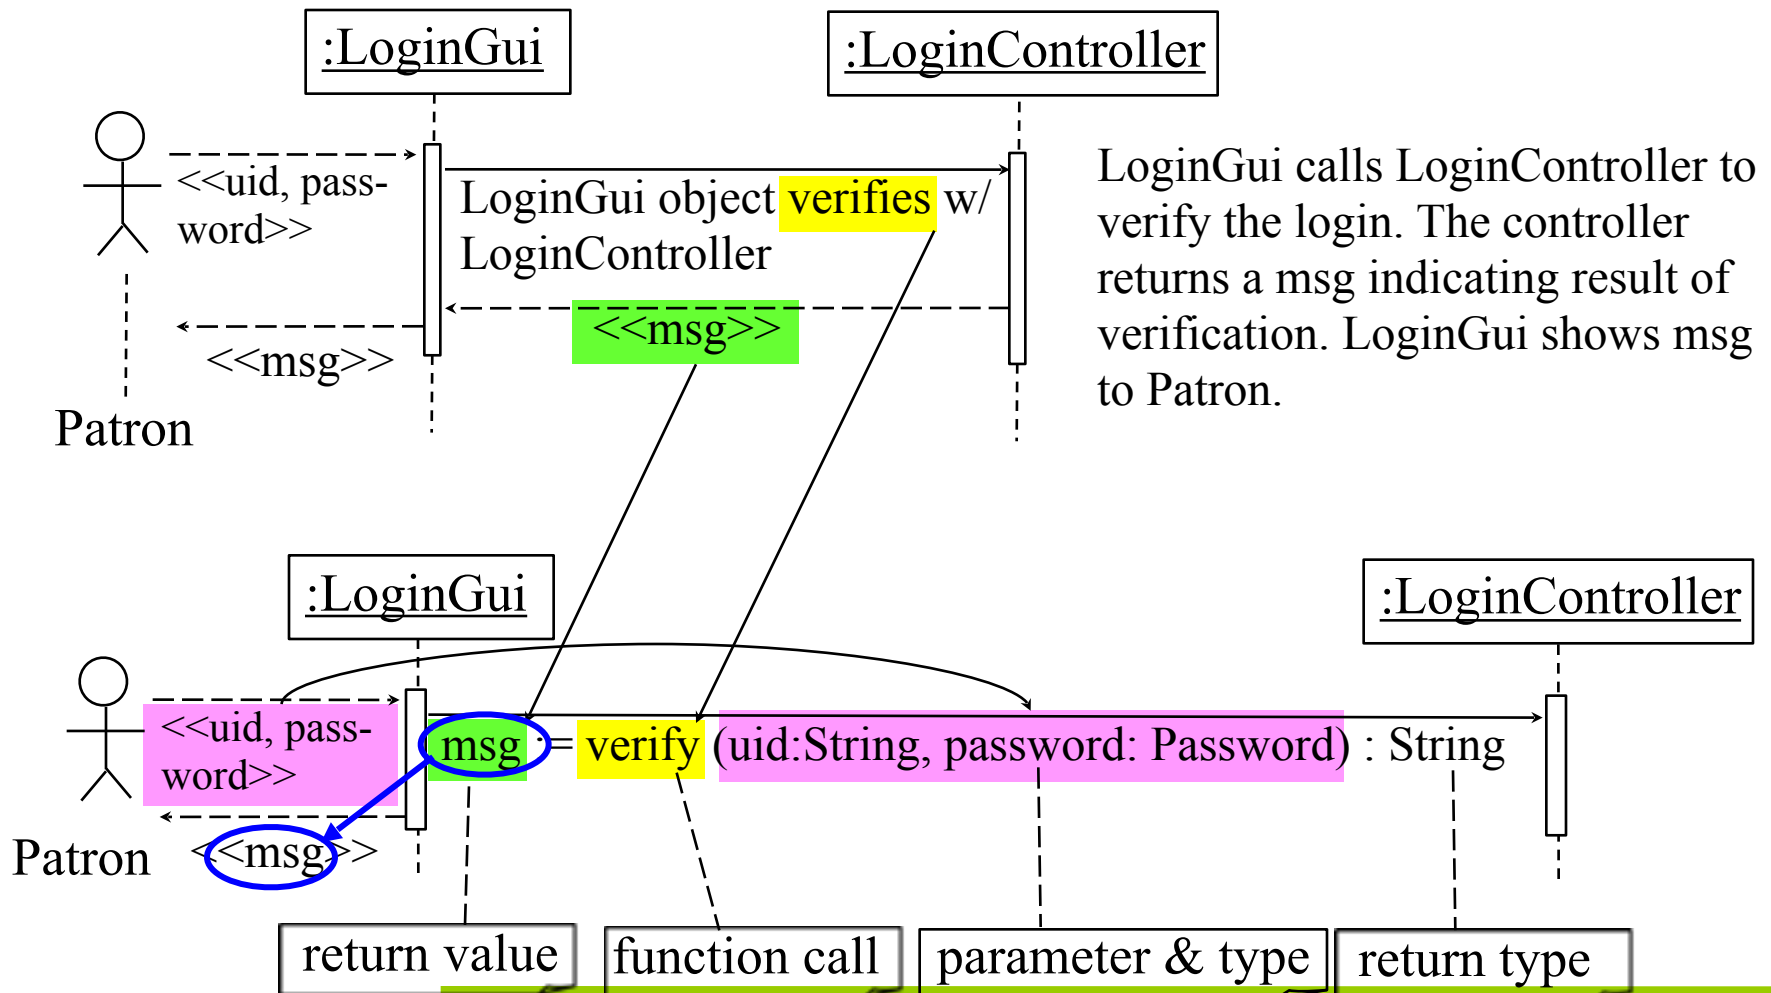 :LoginGui
:LoginController
<<uid, pass-
word>>
LoginGui object verifies w/
LoginController
<<msg>>
<<msg>>
Patron
LoginGui calls LoginController to
verify the login. The controller
returns a msg indicating result of
verification. LoginGui shows msg
to Patron.
:LoginGui
:LoginController
<<uid, pass-
word>>
msg := verify (uid:String, password: Password) : String
Patron
<<msg>>
return value
function call
parameter & type
return type